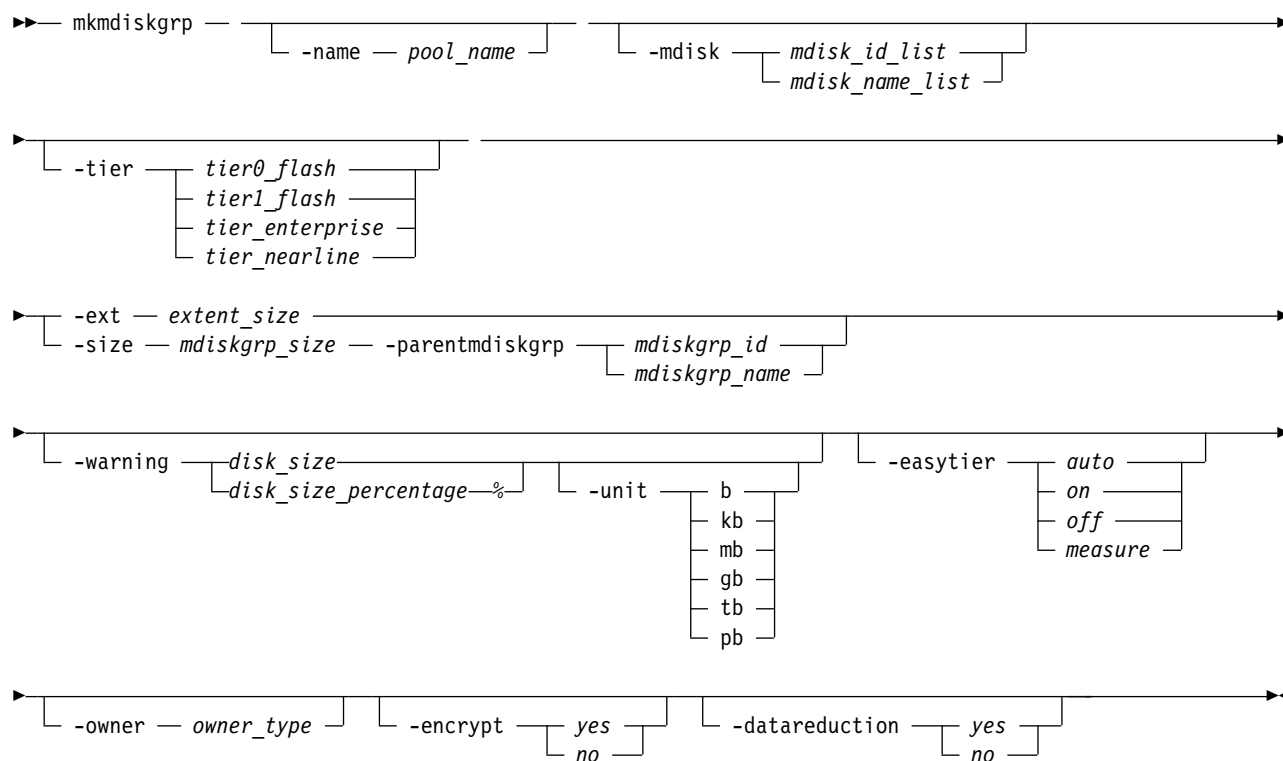 mkmdiskgrp
-name pool_name
-mdisk mdisk_id_list
mdisk_name_list
-tier tier0_flash
tier1_flash
tier_enterprise
tier_nearline
-ext extent_size
-size mdiskgrp_size -parentmdiskgrp mdiskgrp_id
mdiskgrp_name
-warning disk_size
disk_size_percentage %
-unit b
kb
mb
gb
tb
pb
-easytier auto
on
off
measure
-owner owner_type
-encrypt yes
no
-datareduction yes
no